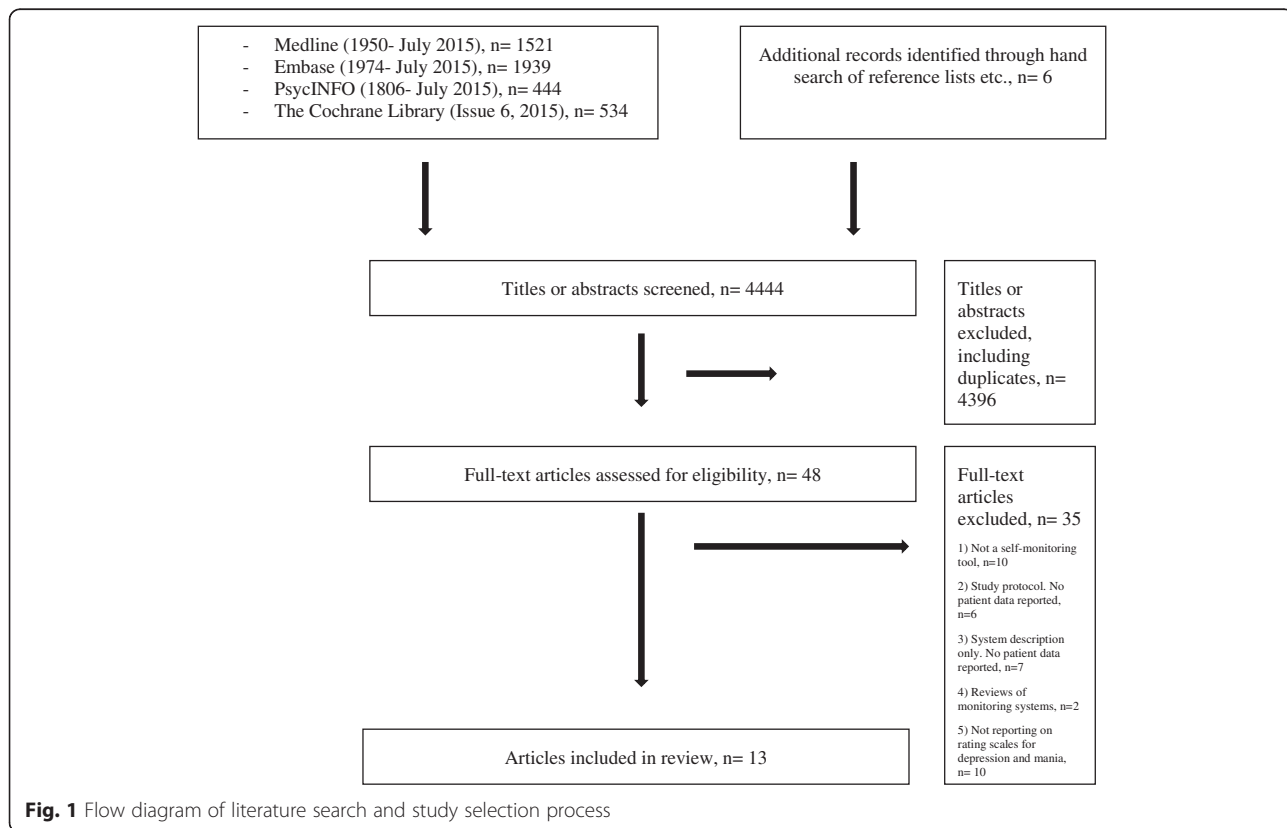 - Medline (1950- July 2015), n= 1521
- Embase (1974- July 2015), n= 1939
- PsycINFO (1806- July 2015), n= 444
- The Cochrane Library (Issue 6, 2015), n= 534
Additional records identified through hand
search of reference lists etc., n= 6
Titles or abstracts screened, n= 4444
Titles or
abstracts
excluded,
including
duplicates, n=
4396
Full-text articles assessed for eligibility, n= 48
Full-text
articles
excluded, n= 35
1) Not a self-monitoring
tool, n=10
2) Study protocol. No
patient data reported,
n=6
3) System description
only. No patient data
reported, n=7
4) Reviews of
monitoring systems, n=2
5) Not reporting on
rating scales for
depression and mania,
n= 10
Articles included in review, n= 13
Fig. 1 Flow diagram of literature search and study selection process